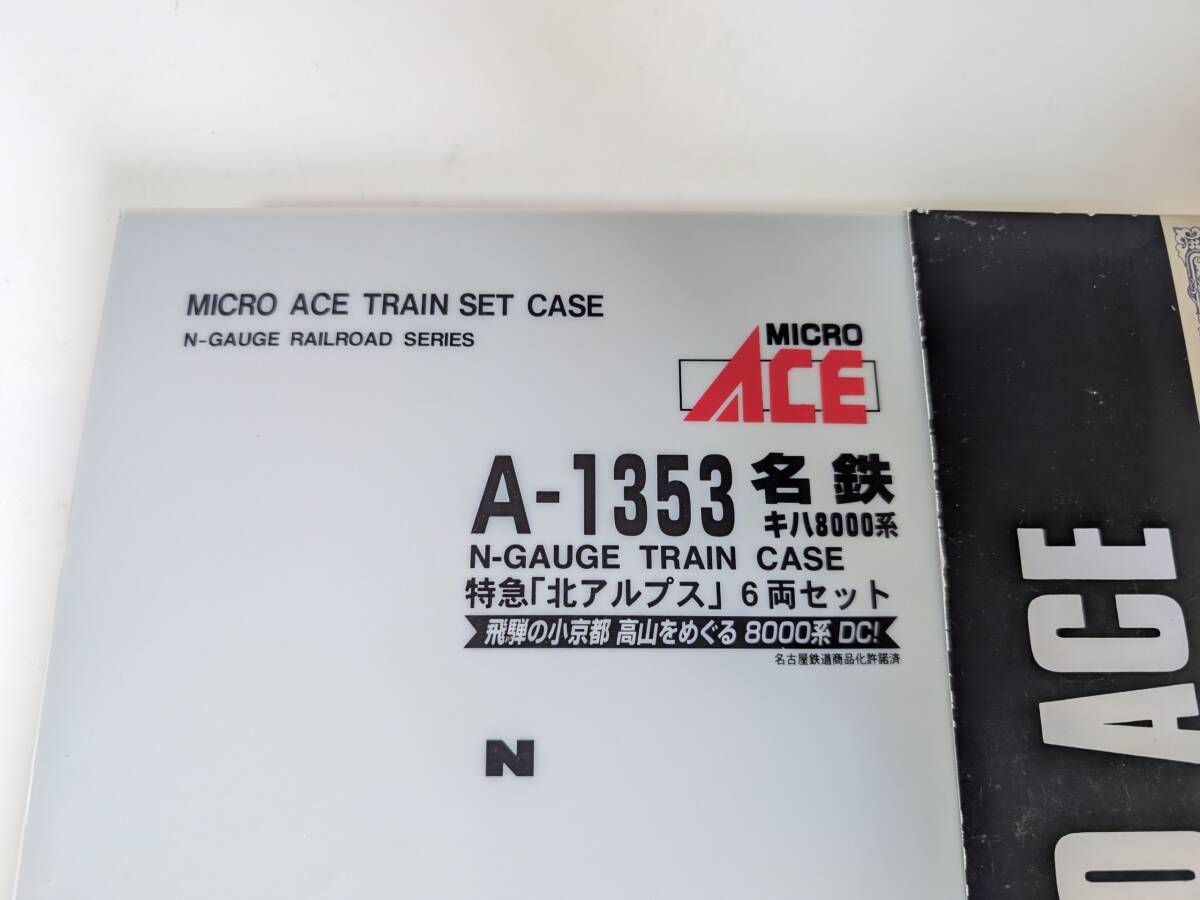 MICRO ACE TRAIN SET CASE
N-GAUGE RAILROAD SERIES
MICRO
ACE
A-1353 名鉄
キハ8000系
N-GAUGE TRAIN CASE
特急「北アルプス」6両セット
飛騨の小京都 高山をめぐる 8000系 DC!
名古屋鉄道商品化許諾済
N
O ACE